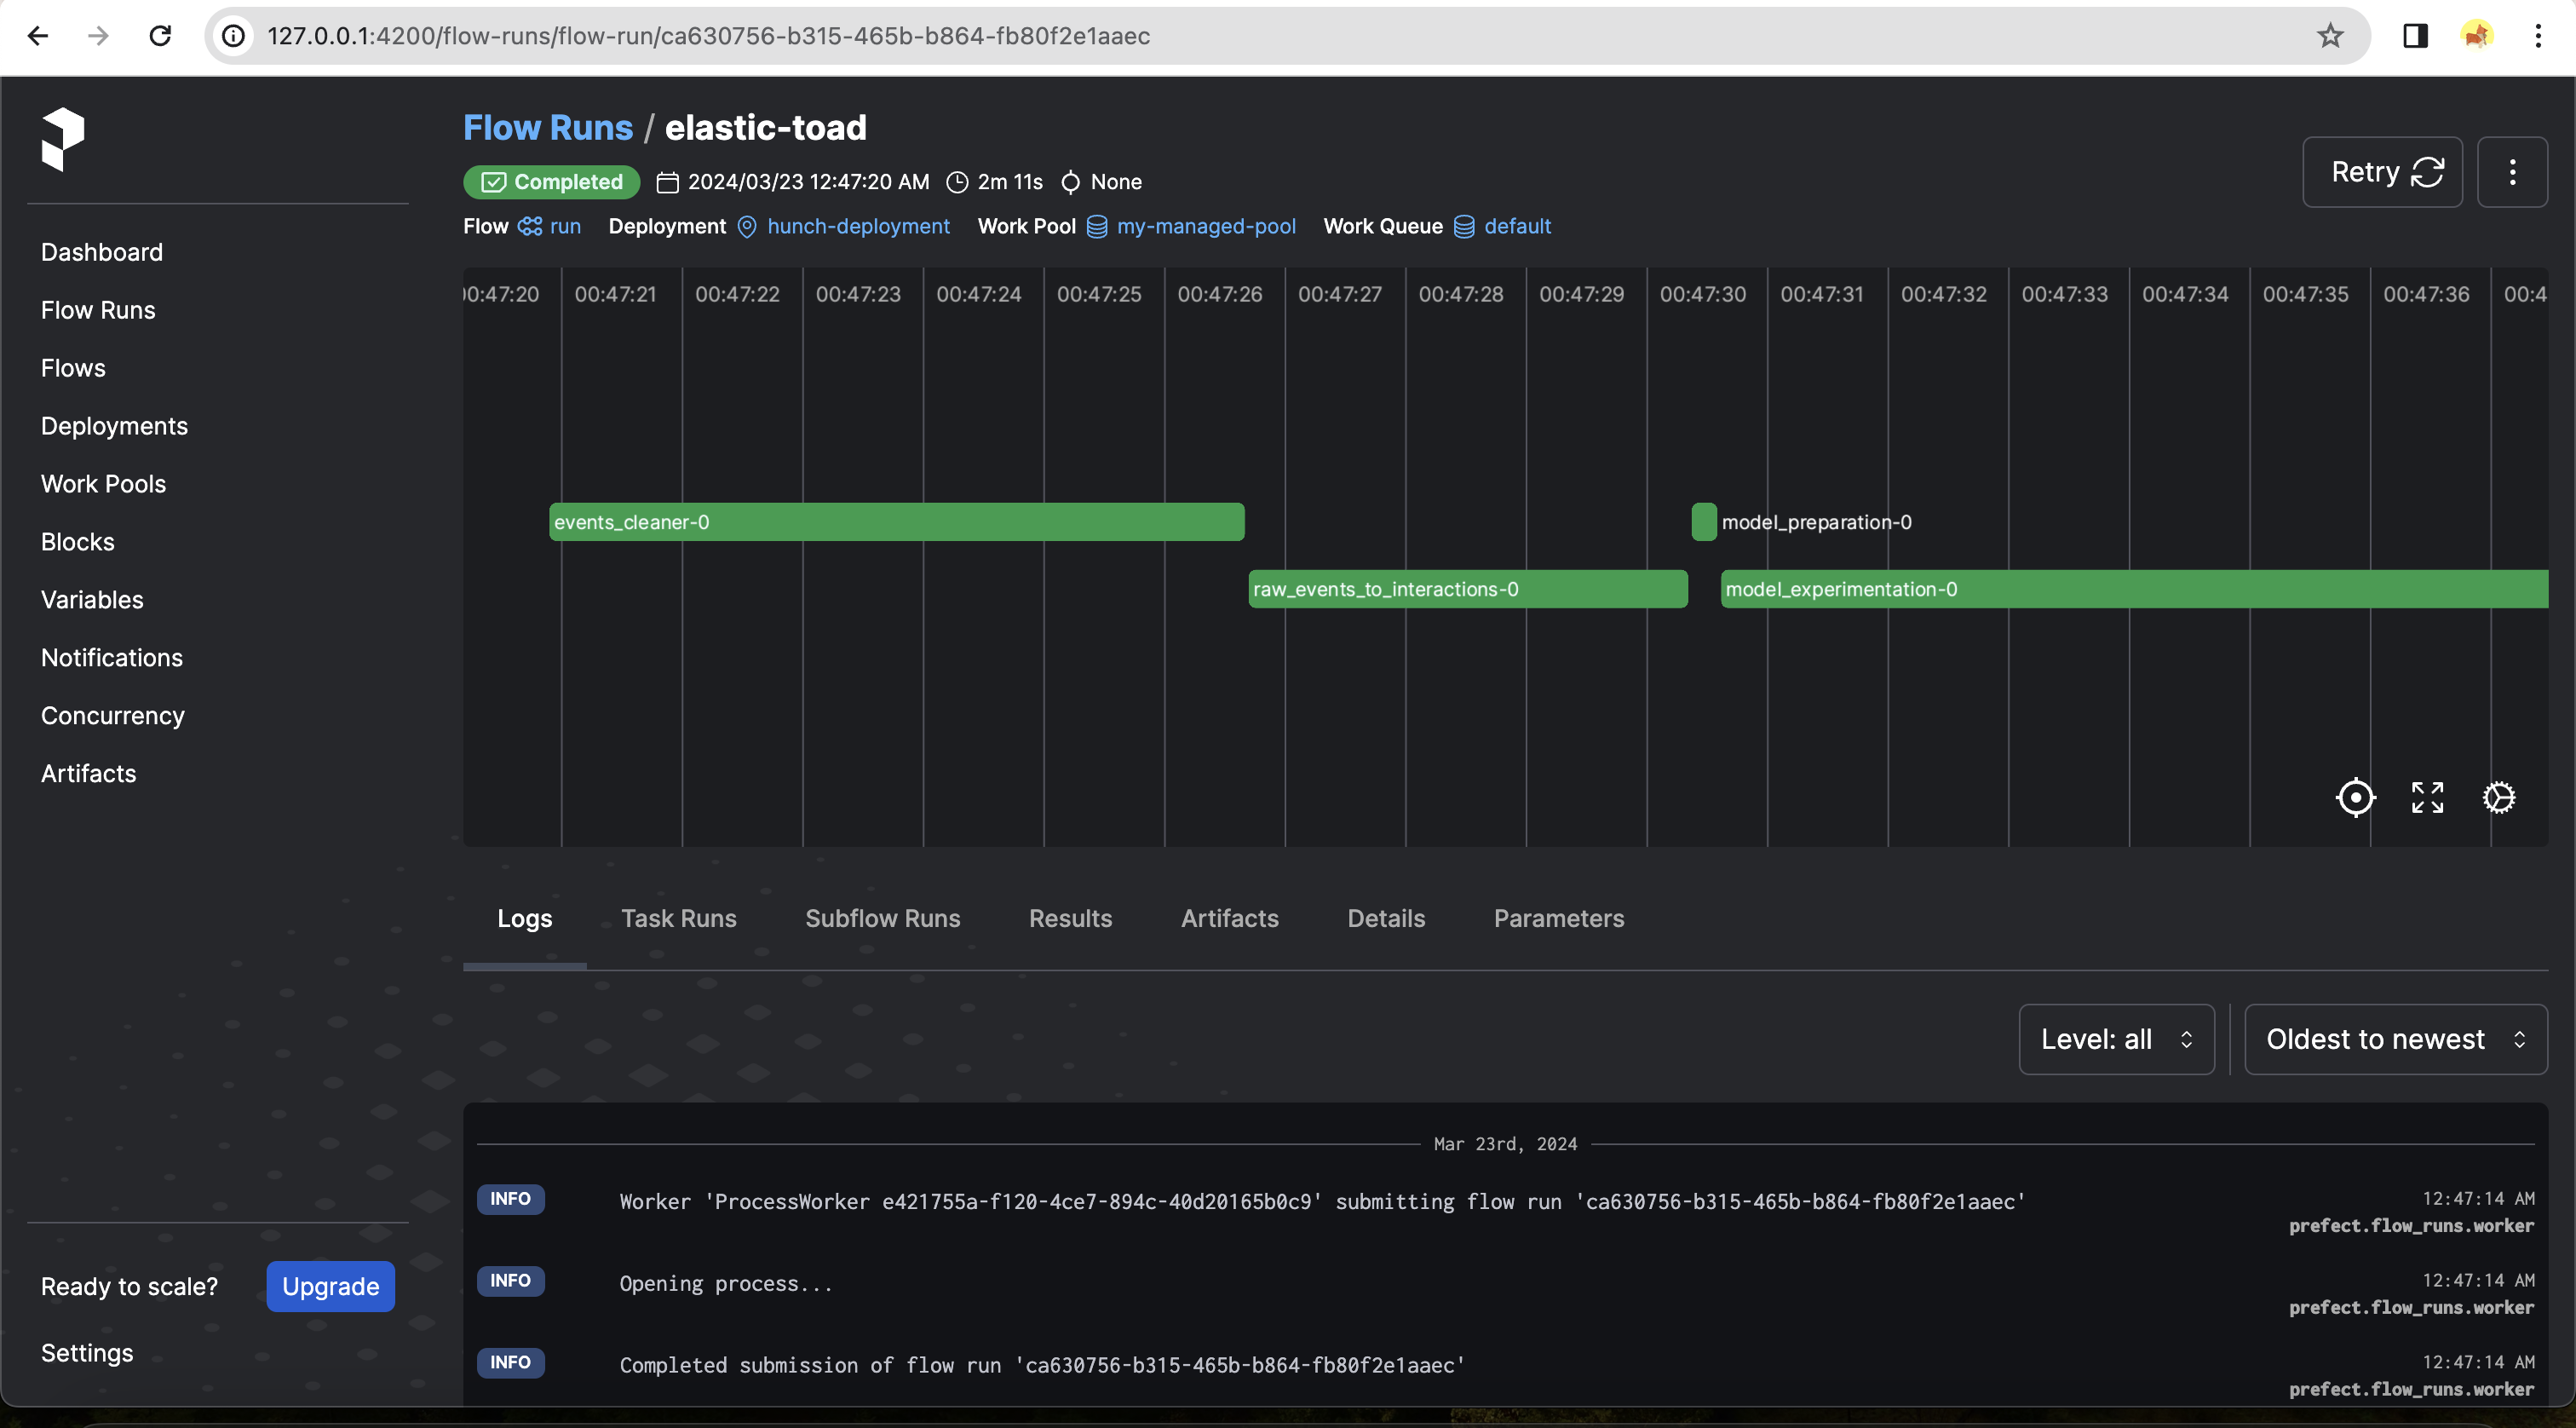 127.0.0.1:4200/flow-runs/flow-run/ca630756-b315-465b-b864-fb80f2e1aaec
Flow Runs / elastic-toad
Completed 2024/03/23 12:47:20 AM 2m 11s None
Retry
Flow run Deployment hunch-deployment Work Pool my-managed-pool Work Queue default
Dashboard
Flow Runs
Flows
Deployments
Work Pools
Blocks
Variables
Notifications
Concurrency
Artifacts
Ready to scale? Upgrade
Settings
00:47:20 00:47:21 00:47:22 00:47:23 00:47:24 00:47:25 00:47:26 00:47:27 00:47:28 00:47:29 00:47:30 00:47:31 00:47:32 00:47:33 00:47:34 00:47:35 00:47:36 00:4
events_cleaner-0 model_preparation-0
raw_events_to_interactions-0 model_experimentation-0
Logs Task Runs Subflow Runs Results Artifacts Details Parameters
Level: all Oldest to newest
Mar 23rd, 2024
INFO Worker 'ProcessWorker e421755a-f120-4ce7-894c-40d20165b0c9' submitting flow run 'ca630756-b315-465b-b864-fb80f2e1aaec' 12:47:14 AM
prefect.flow_runs.worker
INFO Opening process... 12:47:14 AM
prefect.flow_runs.worker
INFO Completed submission of flow run 'ca630756-b315-465b-b864-fb80f2e1aaec' 12:47:14 AM
prefect.flow_runs.worker